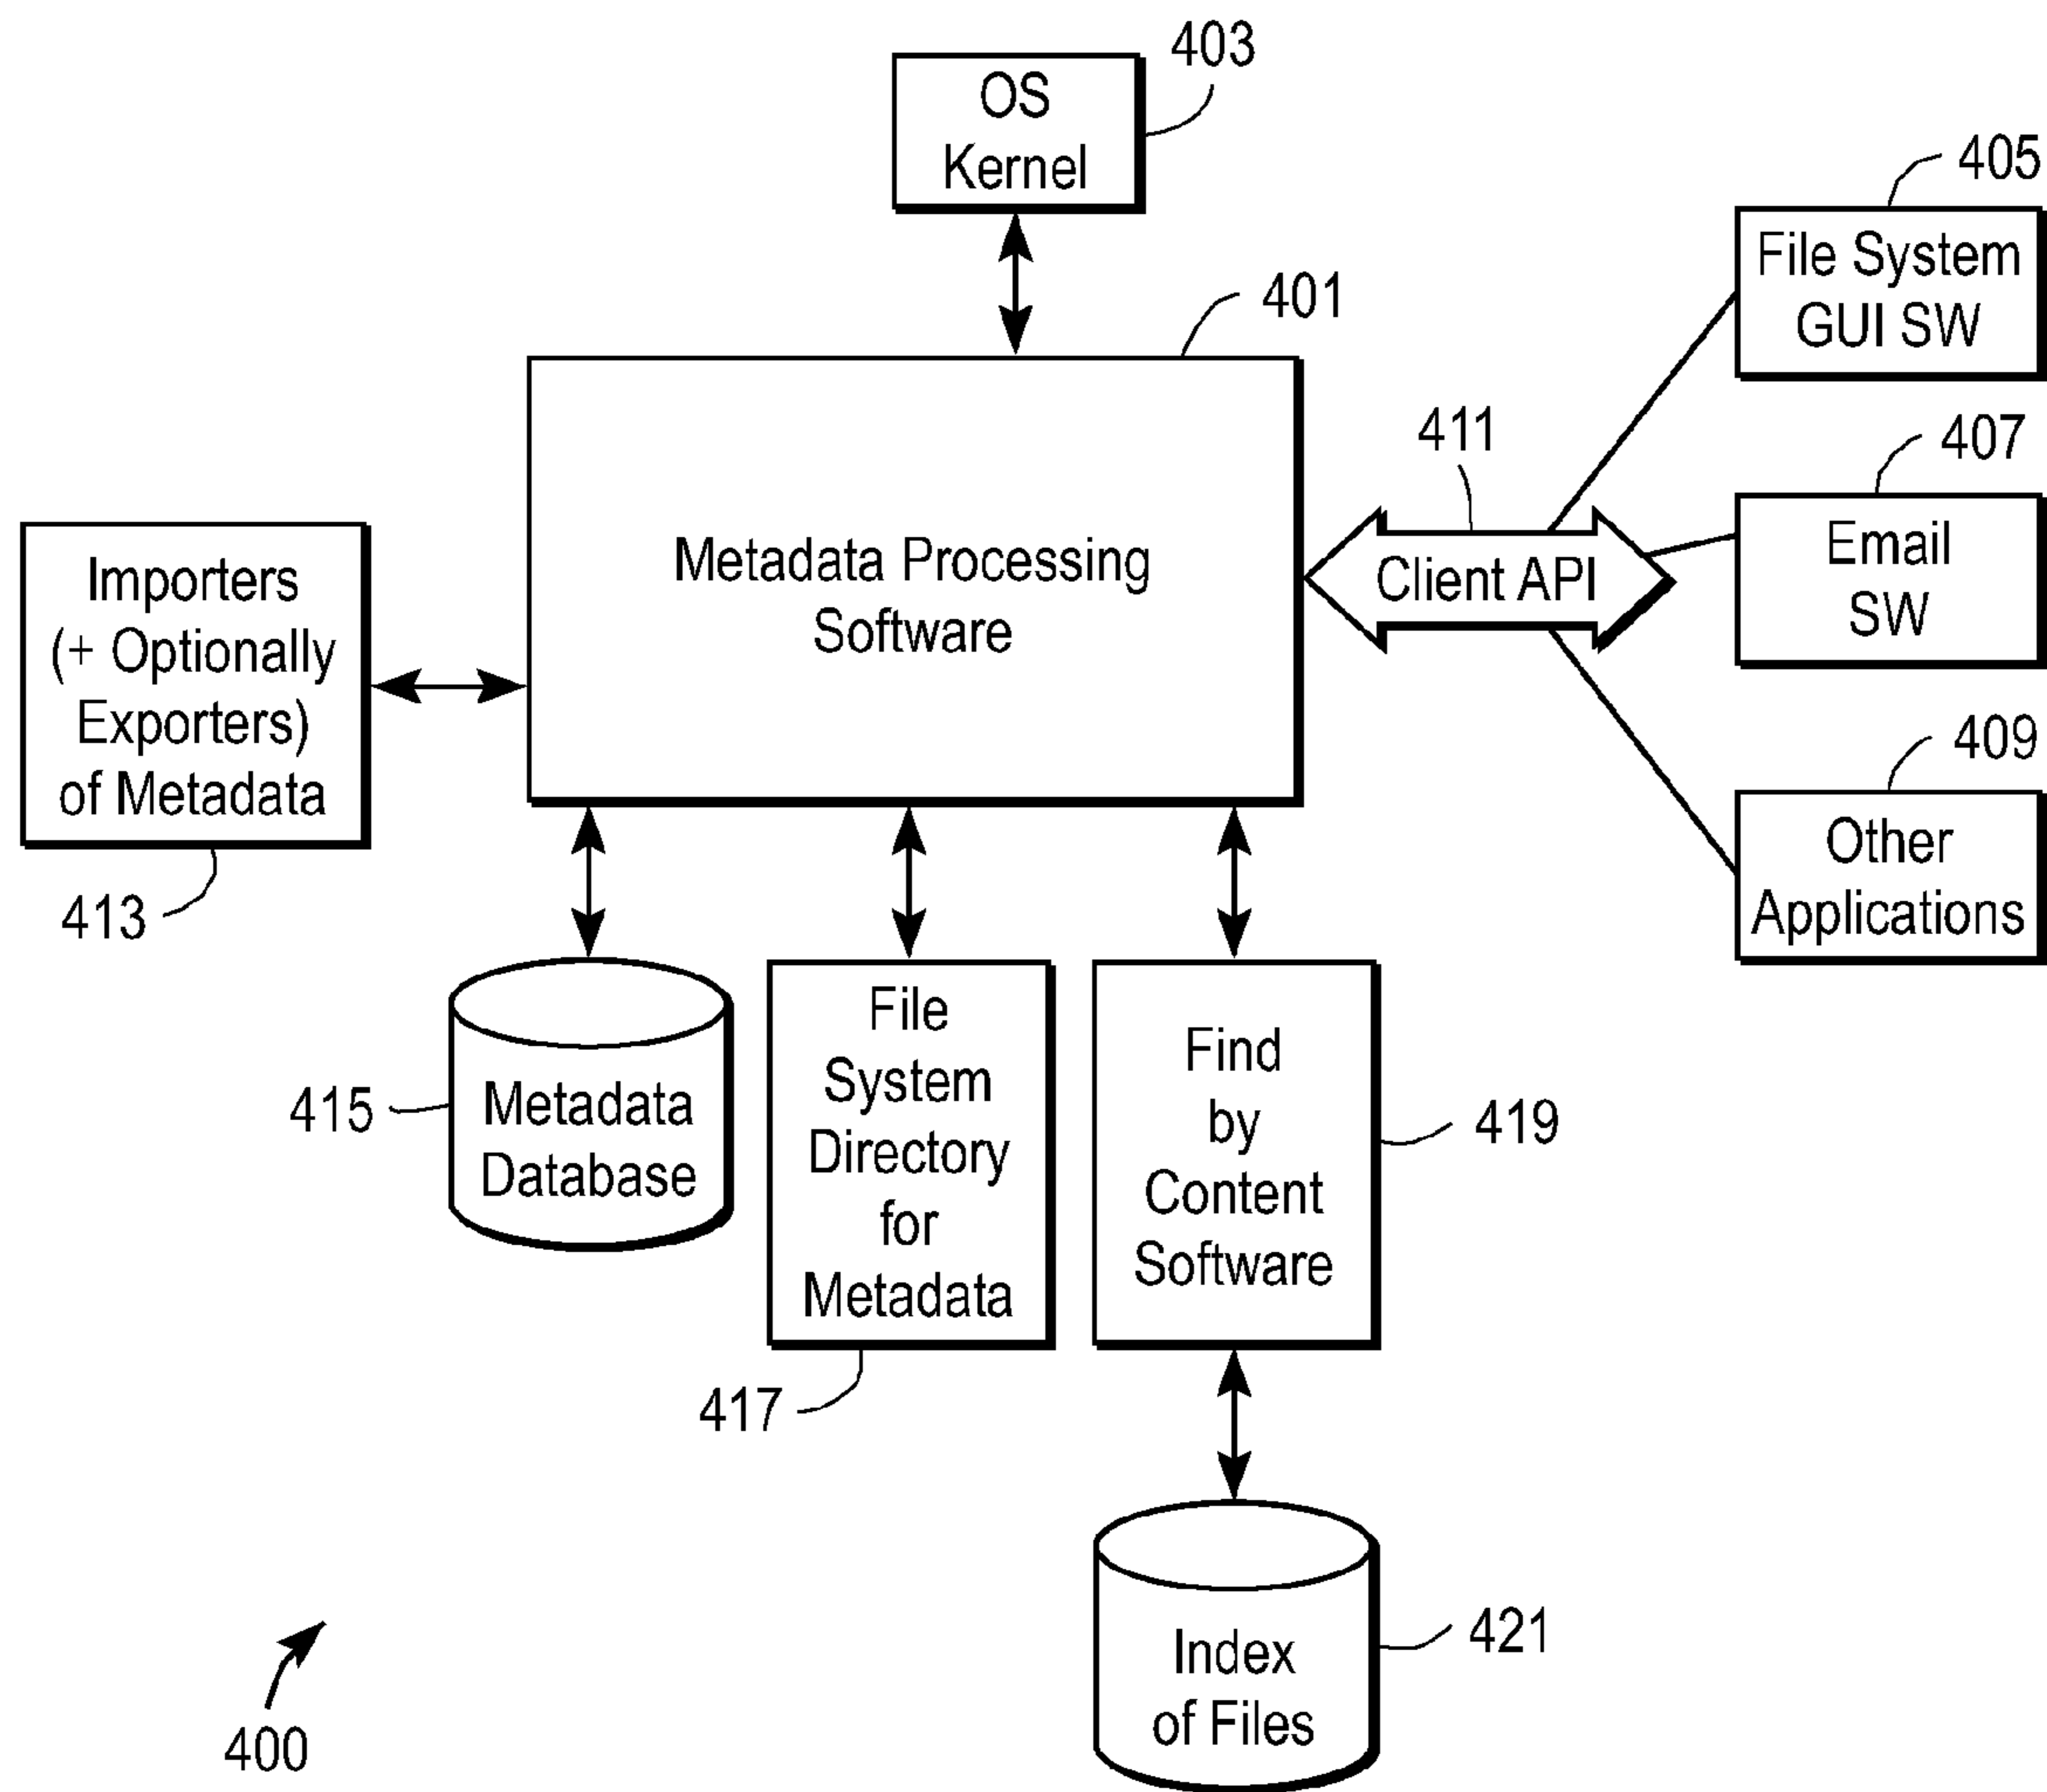 403
OS
Kernel
405
File System
GUI SW
401
411
407
Email
SW
Client API
Metadata Processing
Software
Importers
(+ Optionally
Exporters)
of Metadata
413
409
Other
Applications
415
Metadata
Database
File
System
Directory
for
Metadata
417
Find
by
Content
Software
419
Index
of Files
421
400